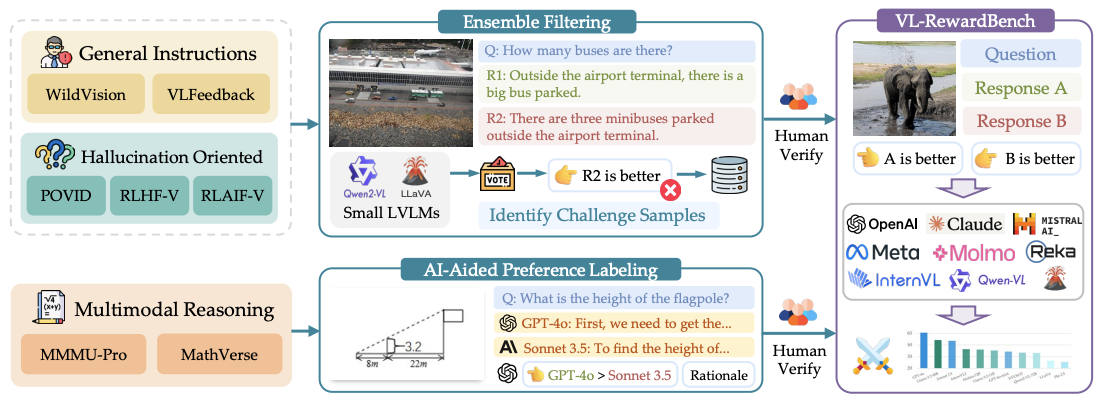 General Instructions
WildVision
VLFeedback
Hallucination Oriented
POVID
RLHF-V
RLAIF-V
Multimodal Reasoning
MMMU-Pro
MathVerse
Ensemble Filtering
Q: How many buses are there?
R1: Outside the airport terminal, there is a
big bus parked.
R2: There are three minibuses parked
outside the airport terminal.
Qwen2-VL
LLaVA
Small LVLMs
VOTE
R2 is better
Identify Challenge Samples
AI-Aided Preference Labeling
3.2
8m
22m
Q: What is the height of the flagpole?
GPT-4o: First, we need to get the...
Sonnet 3.5: To find the height of...
GPT-4o > Sonnet 3.5
Rationale
Human
Verify
Human
Verify
VL-RewardBench
Question
Response A
Response B
A is better
B is better
OpenAI
Claude
MISTRAL
AI_
Meta
Molmo
Reka
InternVL
Qwen-VL